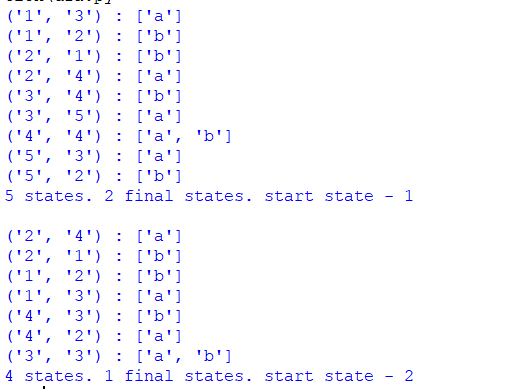 ('1', '3') : ['a']
('1', '2') : ['b']
('2', '1') : ['b']
('2', '4') : ['a']
('3', '4') : ['b']
('3', '5') : ['a']
('4', '4') : ['a', 'b']
('5', '3') : ['a']
('5', '2') : ['b']
5 states. 2 final states. start state - 1
('2', '4') : ['a']
('2', '1') : ['b']
('1', '2') : ['b']
('1', '3') : ['a']
('4', '3') : ['b']
('4', '2') : ['a']
('3', '3') : ['a', 'b']
4 states. 1 final states. start state - 2